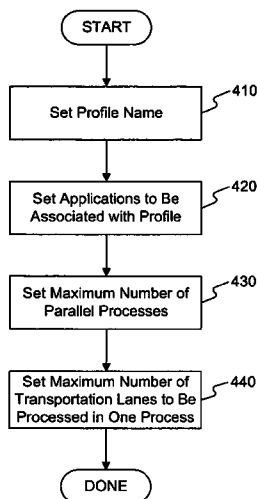 START
410
Set Profile Name
420
Set Applications to Be
Associated with Profile
430
Set Maximum Number of
Parallel Processes
440
Set Maximum Number of
Transportation Lanes to Be
Processed in One Process
DONE